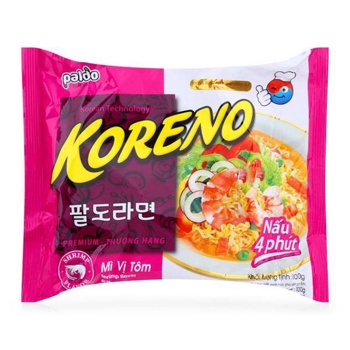 paldo
Korean Technology
KORENO
팔도라면
PREMIUM - THƯỢNG HẠNG
Nấu
4 phút
SHRIMP
FLAVOR
Mì Vị Tôm
Khối lượng tịnh: 100g